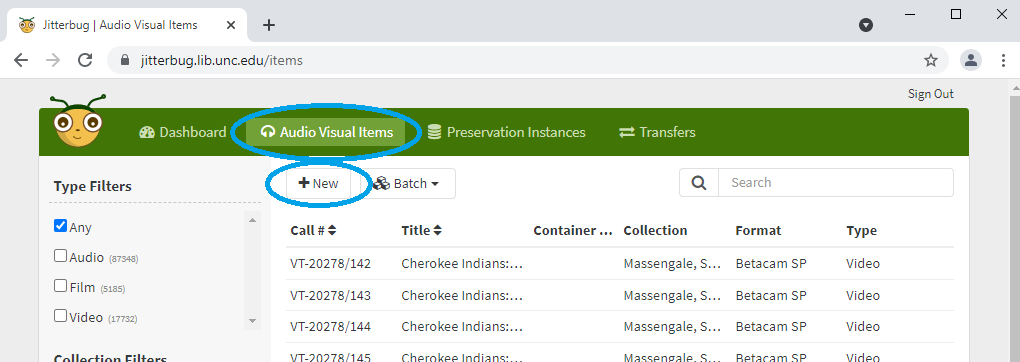 Jitterbug | Audio Visual Items
jitterbug.lib.unc.edu/items
Sign Out
Dashboard Audio Visual Items Preservation Instances Transfers
Type Filters
New Batch Search
Any
Audio (87348)
Film (5185)
Video (17732)
Collection Filters
Call # Title Container ... Collection Format Type
VT-20278/142 Cherokee Indians:... Massengale, S... Betacam SP Video
VT-20278/143 Cherokee Indians:... Massengale, S... Betacam SP Video
VT-20278/144 Cherokee Indians:... Massengale, S... Betacam SP Video
VT-20278/145 Cherokee Indians:... Massengale, S... Betacam SP Video